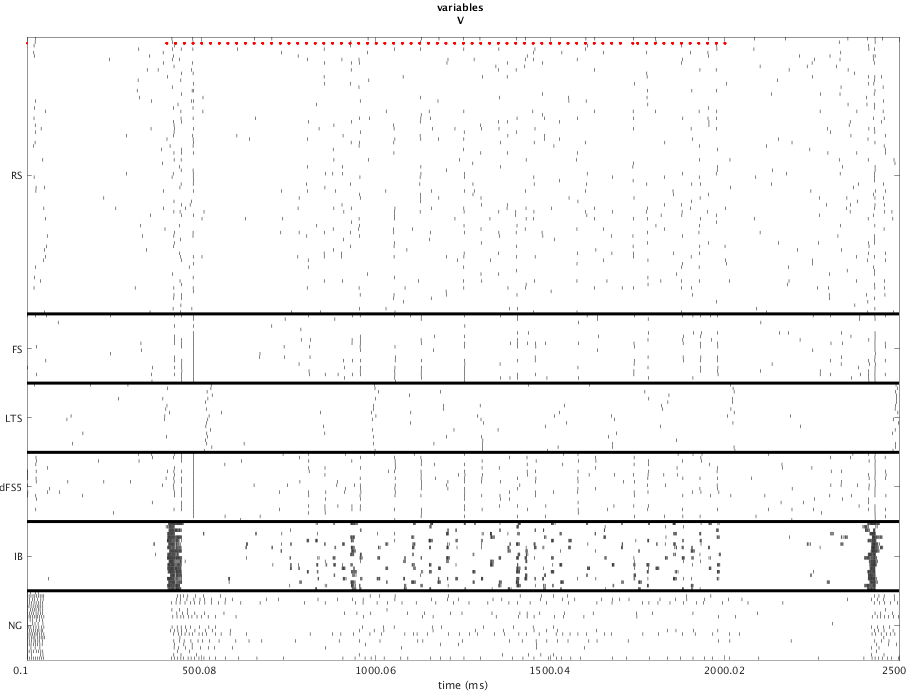 variables
V
RS
FS
LTS
dFS5
IB
NG
0.1
500.08
1000.06
1500.04
2000.02
2500
time (ms)